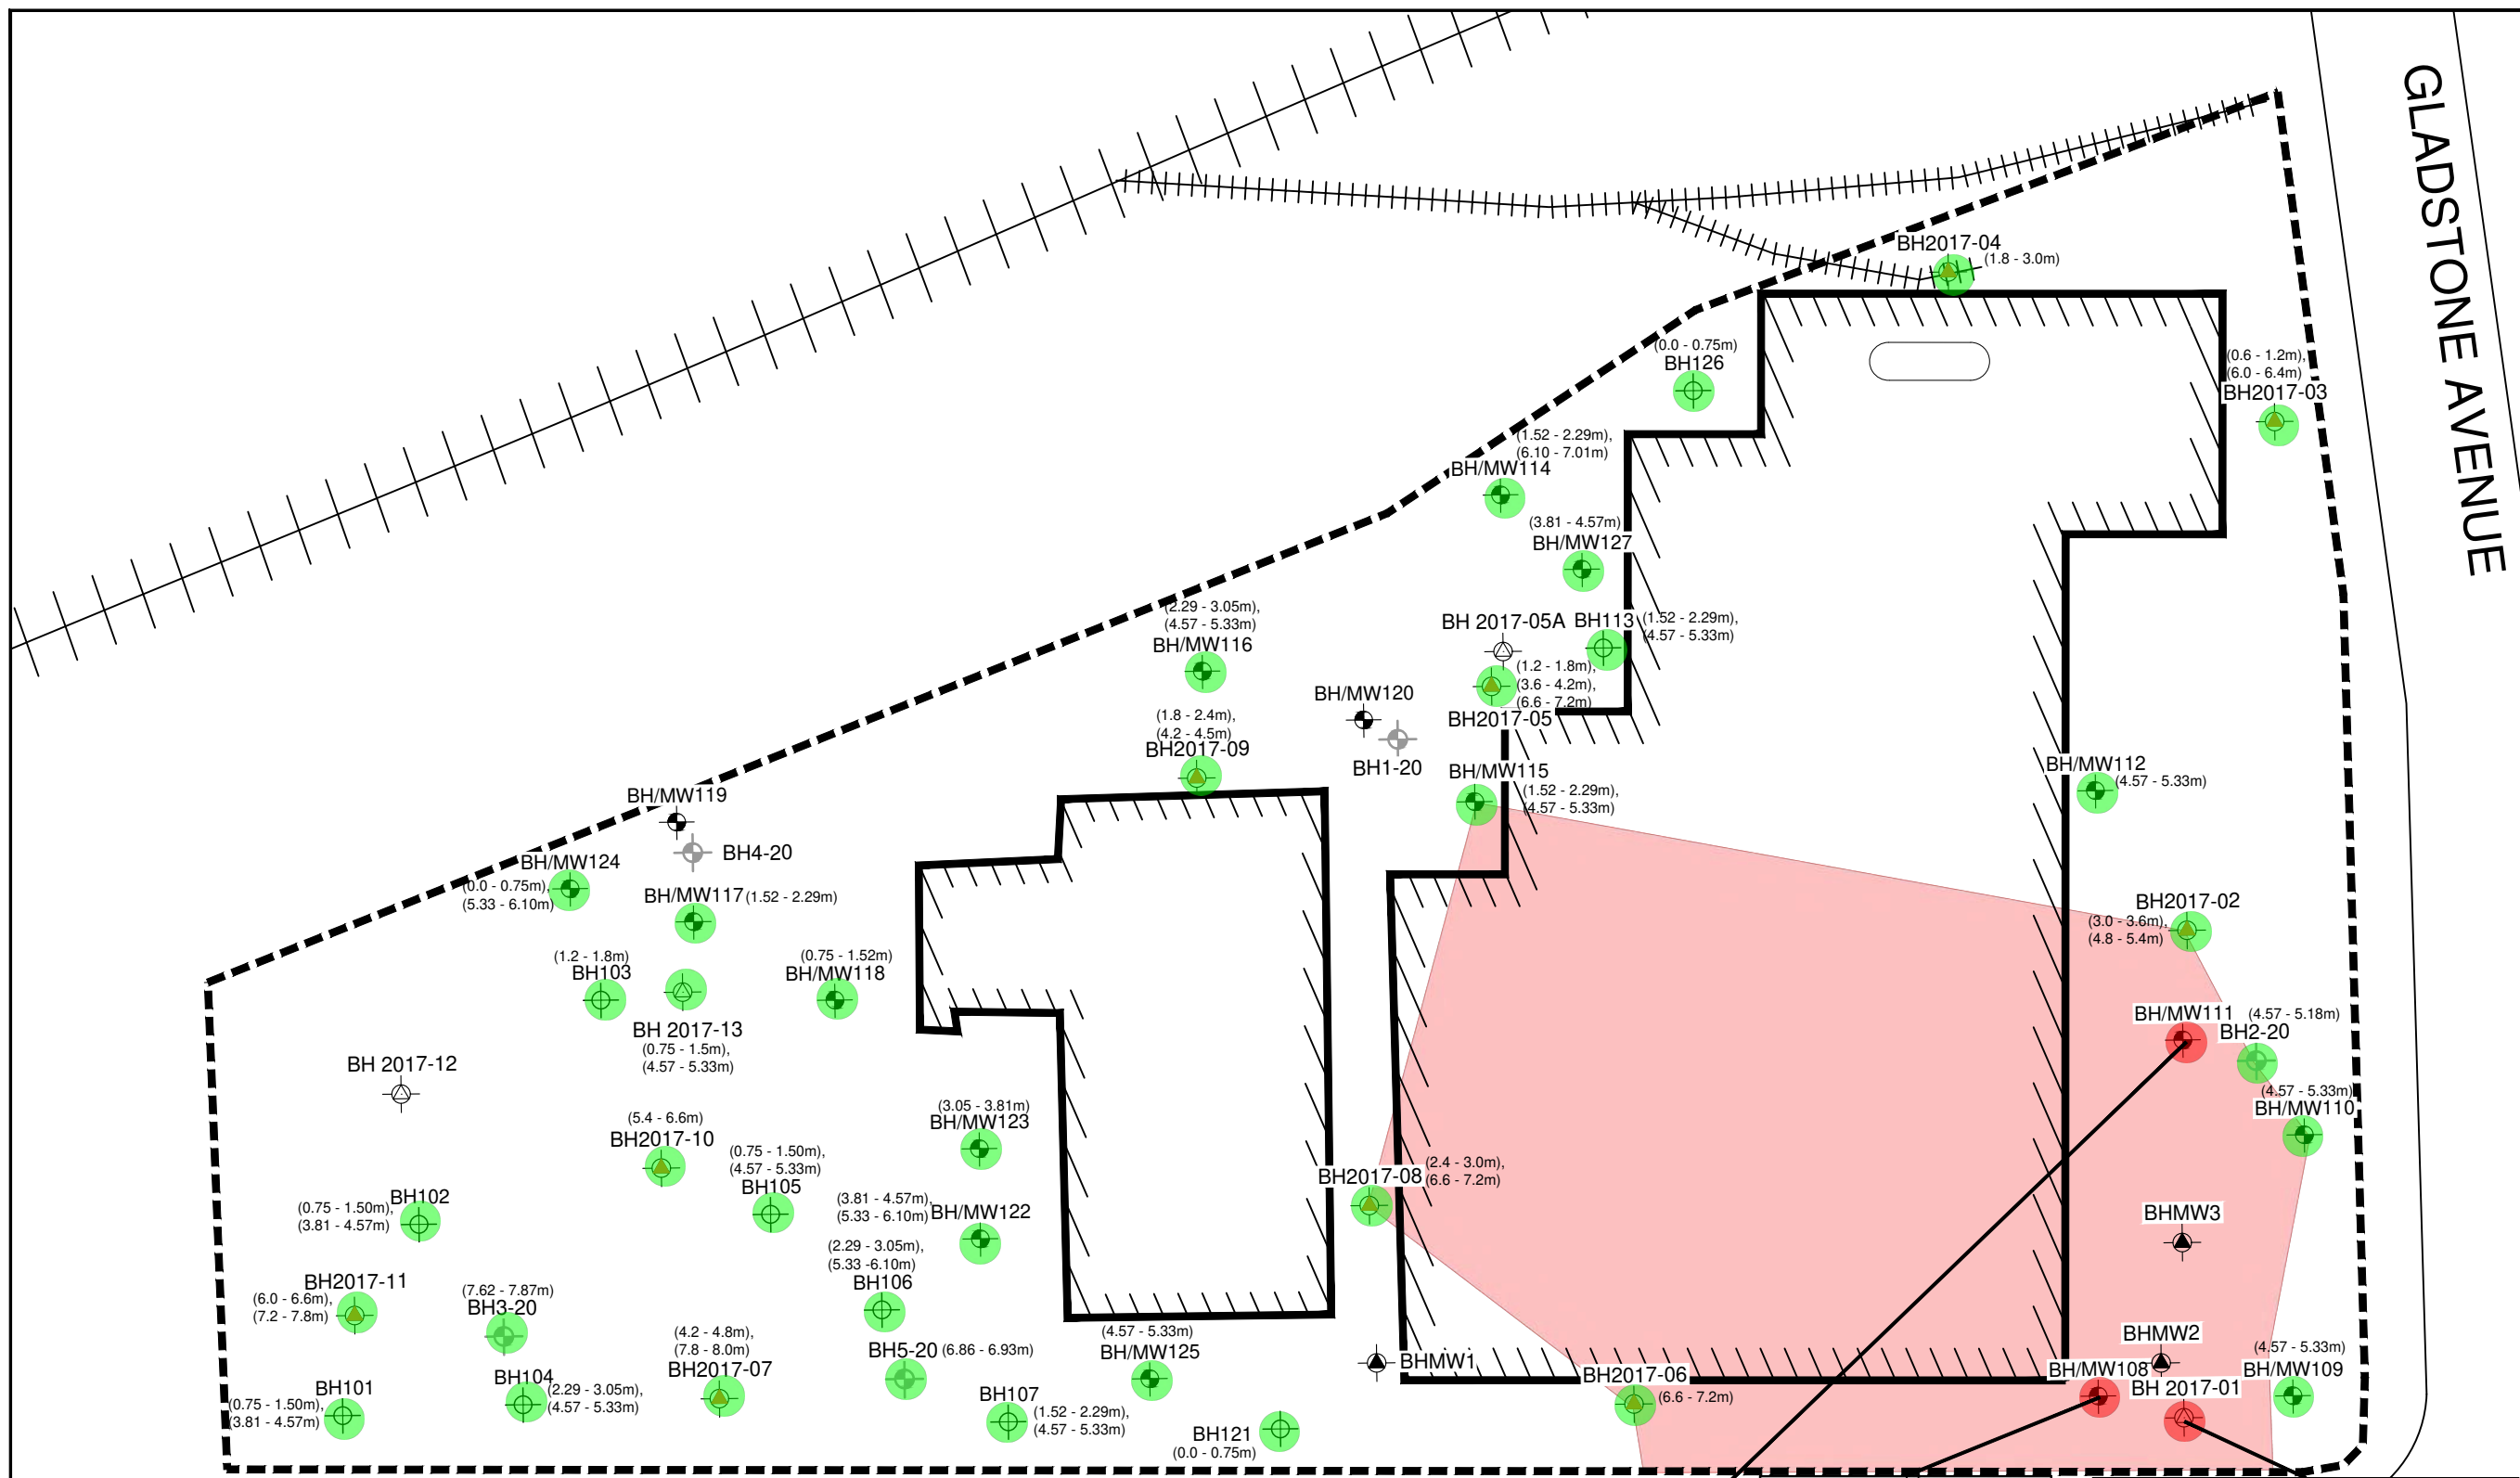 GLADSTONE AVENUE
BH2017-04
(1.8 - 3.0m)
(0.0 - 0.75m)
BH126
(0.6 - 1.2m),
(6.0 - 6.4m)
BH2017-03
(1.52 - 2.29m),
(6.10 - 7.01m)
BH/MW114
(3.81 - 4.57m)
BH/MW127
(2.29 - 3.05m),
(4.57 - 5.33m)
BH/MW116
BH 2017-05A
BH113
(1.52 - 2.29m),
(4.57 - 5.33m)
(1.2 - 1.8m),
(3.6 - 4.2m),
(6.6 - 7.2m)
BH2017-05
BH/MW120
BH1-20
(1.8 - 2.4m),
(4.2 - 4.5m)
BH2017-09
BH/MW115
(1.52 - 2.29m),
(4.57 - 5.33m)
BH/MW112
(4.57 - 5.33m)
BH/MW119
BH4-20
BH/MW124
(0.0 - 0.75m),
(5.33 - 6.10m)
BH/MW117
(1.52 - 2.29m)
BH2017-02
(3.0 - 3.6m),
(4.8 - 5.4m)
(1.2 - 1.8m)
BH103
(0.75 - 1.52m)
BH/MW118
BH 2017-13
(0.75 - 1.5m),
(4.57 - 5.33m)
BH/MW111
(4.57 - 5.18m)
BH2-20
BH 2017-12
(4.57 - 5.33m)
BH/MW110
(5.4 - 6.6m)
BH2017-10
(3.05 - 3.81m)
BH/MW123
(0.75 - 1.50m),
(4.57 - 5.33m)
BH105
BH2017-08
(2.4 - 3.0m),
(6.6 - 7.2m)
BH102
(0.75 - 1.50m),
(3.81 - 4.57m)
(3.81 - 4.57m),
(5.33 - 6.10m)
BH/MW122
BHMW3
(2.29 - 3.05m),
(5.33 -6.10m)
BH106
BH2017-11
(6.0 - 6.6m),
(7.2 - 7.8m)
(7.62 - 7.87m)
BH3-20
(4.2 - 4.8m),
(7.8 - 8.0m)
BH2017-07
BH5-20
(6.86 - 6.93m)
(4.57 - 5.33m)
BH/MW125
BHMW1
BHMW2
(4.57 - 5.33m)
BH/MW109
BH/MW108
BH 2017-01
BH2017-06
(6.6 - 7.2m)
BH101
(0.75 - 1.50m),
(3.81 - 4.57m)
BH104
(2.29 - 3.05m),
(4.57 - 5.33m)
BH107
(1.52 - 2.29m),
(4.57 - 5.33m)
BH121
(0.0 - 0.75m)